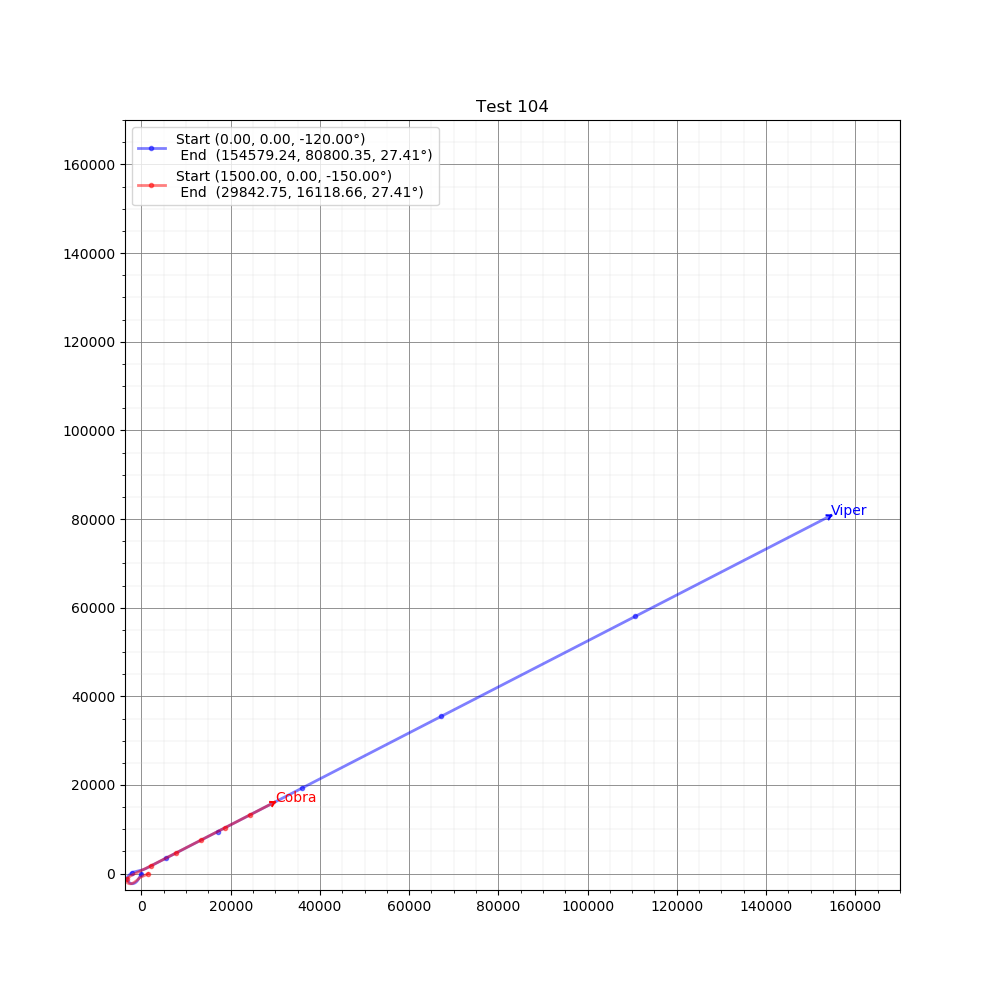 Test 104
Start (0.00, 0.00, -120.00°)
End (154579.24, 80800.35, 27.41°)
Start (1500.00, 0.00, -150.00°)
End (29842.75, 16118.66, 27.41°)
160000
140000
120000
100000
80000
60000
40000
20000
0
Viper
Cobra
0 20000 40000 60000 80000 100000 120000 140000 160000